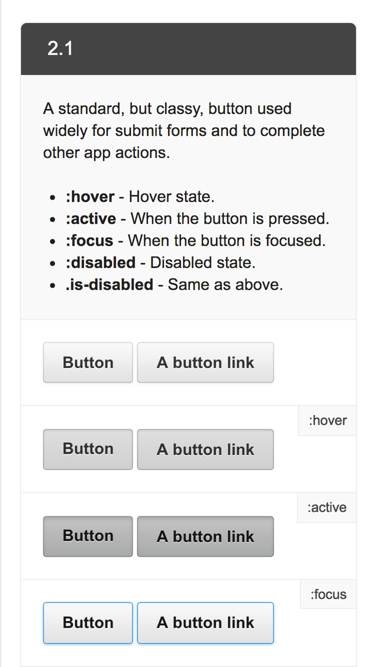 2.1
A standard, but classy, button used
widely for submit forms and to complete
other app actions.
• :hover - Hover state.
• :active - When the button is pressed.
• :focus - When the button is focused.
• :disabled - Disabled state.
• .is-disabled - Same as above.
Button A button link
:hover
Button A button link
:active
Button A button link
:focus
Button A button link